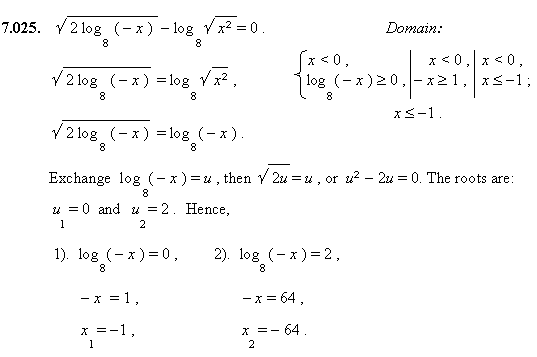 7.025. √(2 log₈ (− x)) − log₈ √(x²) = 0 . Domain:
{ x < 0 , | x < 0 , | x < 0 ,
√(2 log₈ (− x)) = log₈ √(x²) , log₈ (− x) ≥ 0 , | − x ≥ 1 , | x ≤ −1 ;
x ≤ −1 .
√(2 log₈ (− x)) = log₈ (− x) .
Exchange log₈ (− x) = u , then √(2u) = u , or u² − 2u = 0. The roots are:
u₁ = 0 and u₂ = 2 . Hence,
1). log₈ (− x) = 0 , 2). log₈ (− x) = 2 ,
− x = 1 , − x = 64 ,
x₁ = −1 , x₂ = − 64 .